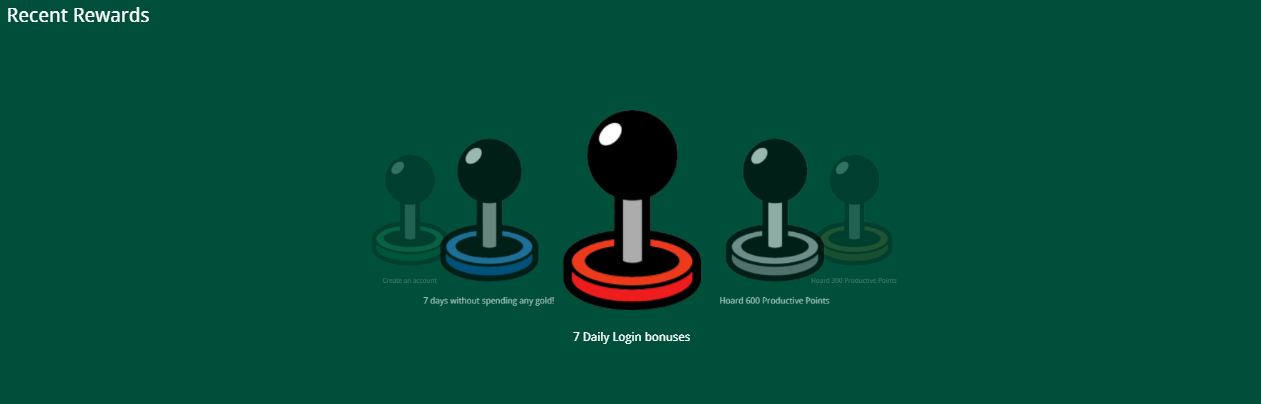 Recent Rewards
Create an account
7 days without spending any gold!
7 Daily Login bonuses
Hoard 600 Productive Points
Hoard 300 Productive Points